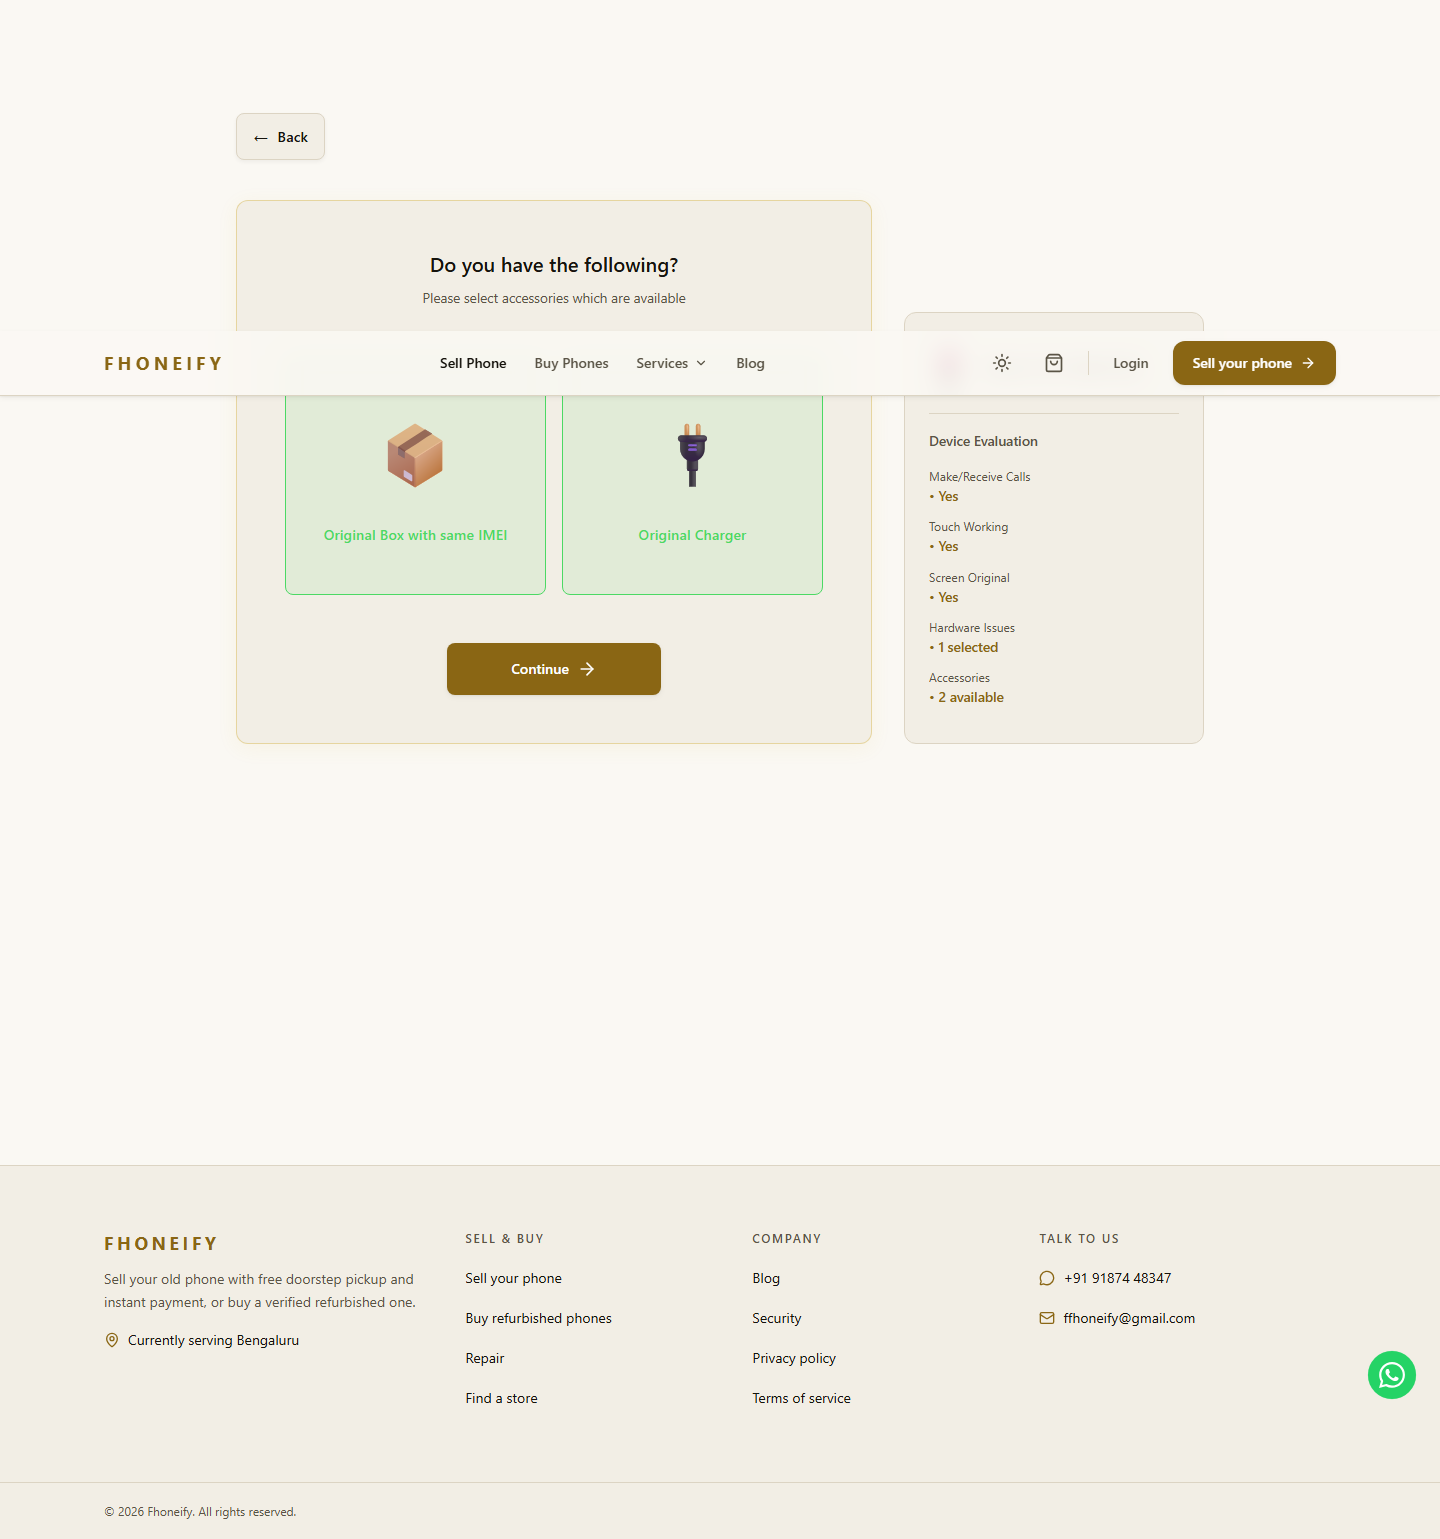 ← Back
Do you have the following?
Please select accessories which are available
FHONEIFY
Sell Phone
Buy Phones
Services
Blog
Login
Sell your phone →
Original Box with same IMEI
Original Charger
Continue →
Device Evaluation
Make/Receive Calls
• Yes
Touch Working
• Yes
Screen Original
• Yes
Hardware Issues
• 1 selected
Accessories
• 2 available
FHONEIFY
Sell your old phone with free doorstep pickup and
instant payment, or buy a verified refurbished one.
Currently serving Bengaluru
SELL & BUY
Sell your phone
Buy refurbished phones
Repair
Find a store
COMPANY
Blog
Security
Privacy policy
Terms of service
TALK TO US
+91 91874 48347
ffhoneify@gmail.com
© 2026 Fhoneify. All rights reserved.